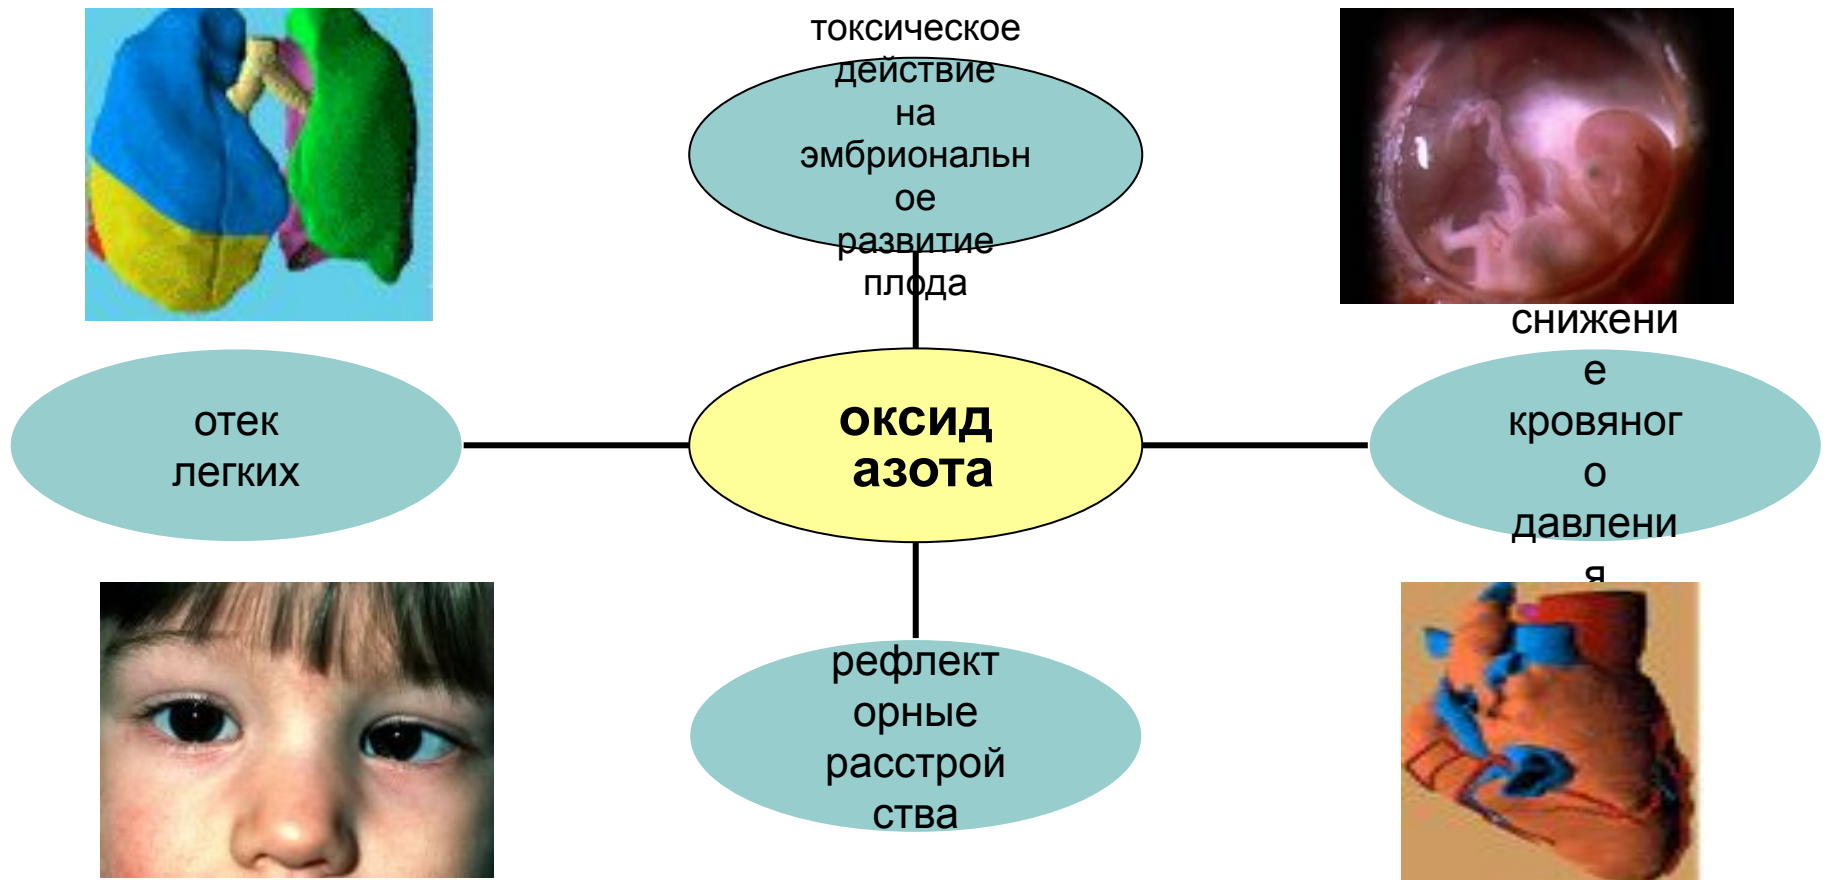 токсическое
действие
на
эмбриональн
ое
развитие
плода
отек
легких
оксид
азота
снижени
е
кровяног
о
давлени
я
рефлект
орные
расстрой
ства